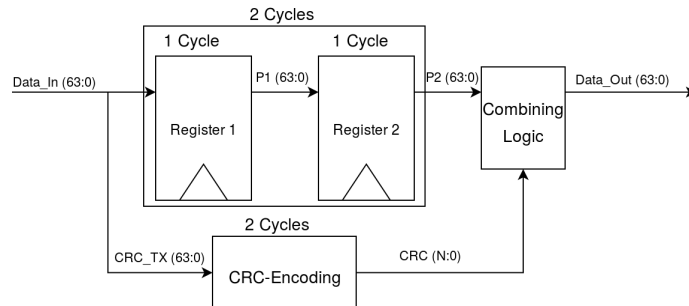 2 Cycles
1 Cycle
1 Cycle
Data_In (63:0)
P1 (63:0)
P2 (63:0)
Data_Out (63:0)
Register 1
Register 2
Combining
Logic
2 Cycles
CRC_TX (63:0)
CRC-Encoding
CRC (N:0)